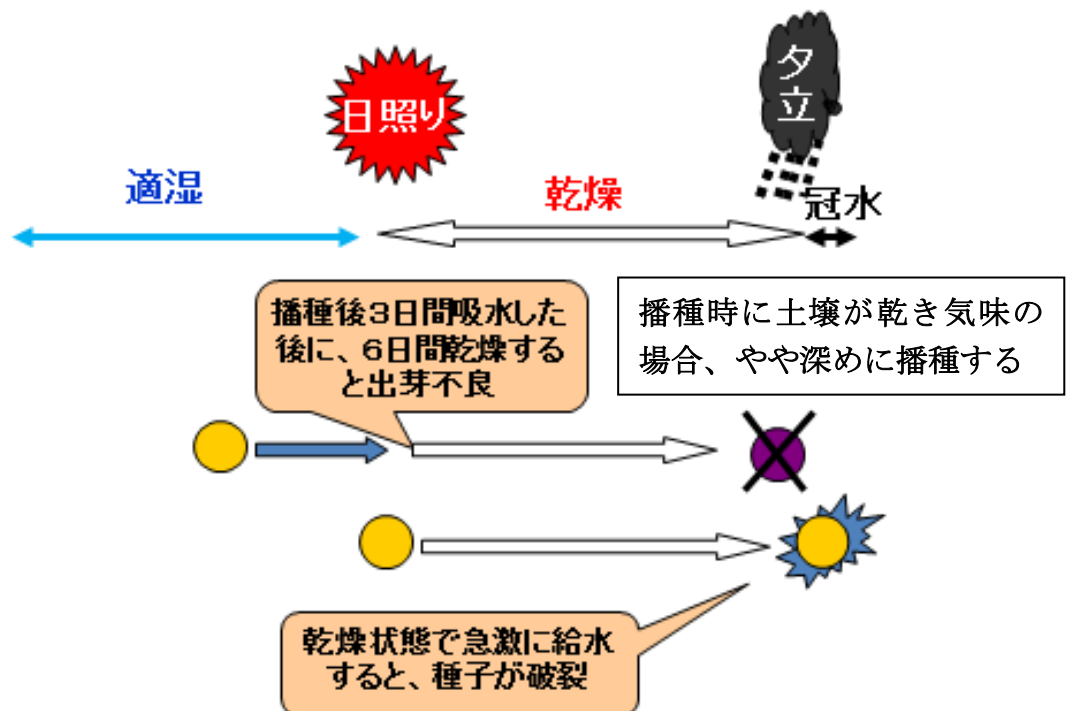 日照り
夕立
適湿
乾燥
冠水
播種後３日間吸水した
後に、６日間乾燥する
と出芽不良
播種時に土壌が乾き気味の
場合、やや深めに播種する
乾燥状態で急激に給水
すると、種子が破裂